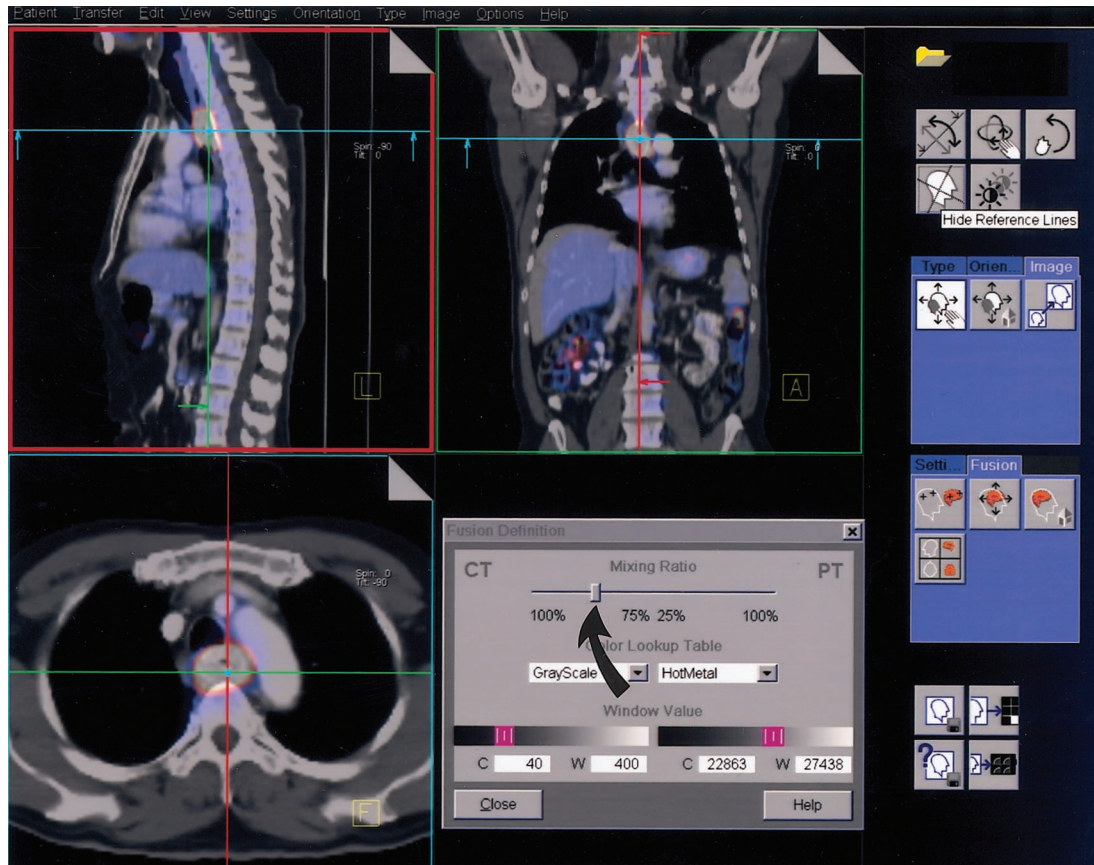 Patient Transfer Edit View Settings Orientation Type Image Options Help
Spin: -90
Tilt: 0
L
Spin: 0
Tilt: 0
A
Hide Reference Lines
Type Orien... Image
Setti... Fusion
Spin: 0
Tilt: -90
F
Fusion Definition
CT Mixing Ratio PT
100% 75% 25% 100%
Color Lookup Table
GrayScale HotMetal
Window Value
C 40 W 400 C 22863 W 27438
Close Help